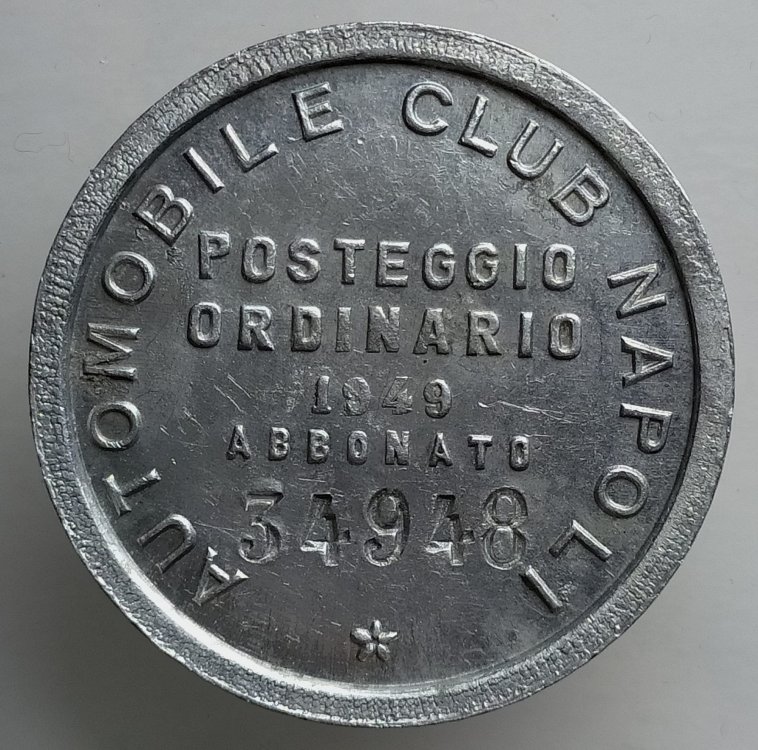 AUTOMOBILE CLUB NAPOLI
POSTEGGIO
ORDINARIO
1949
ABBONATO
34948